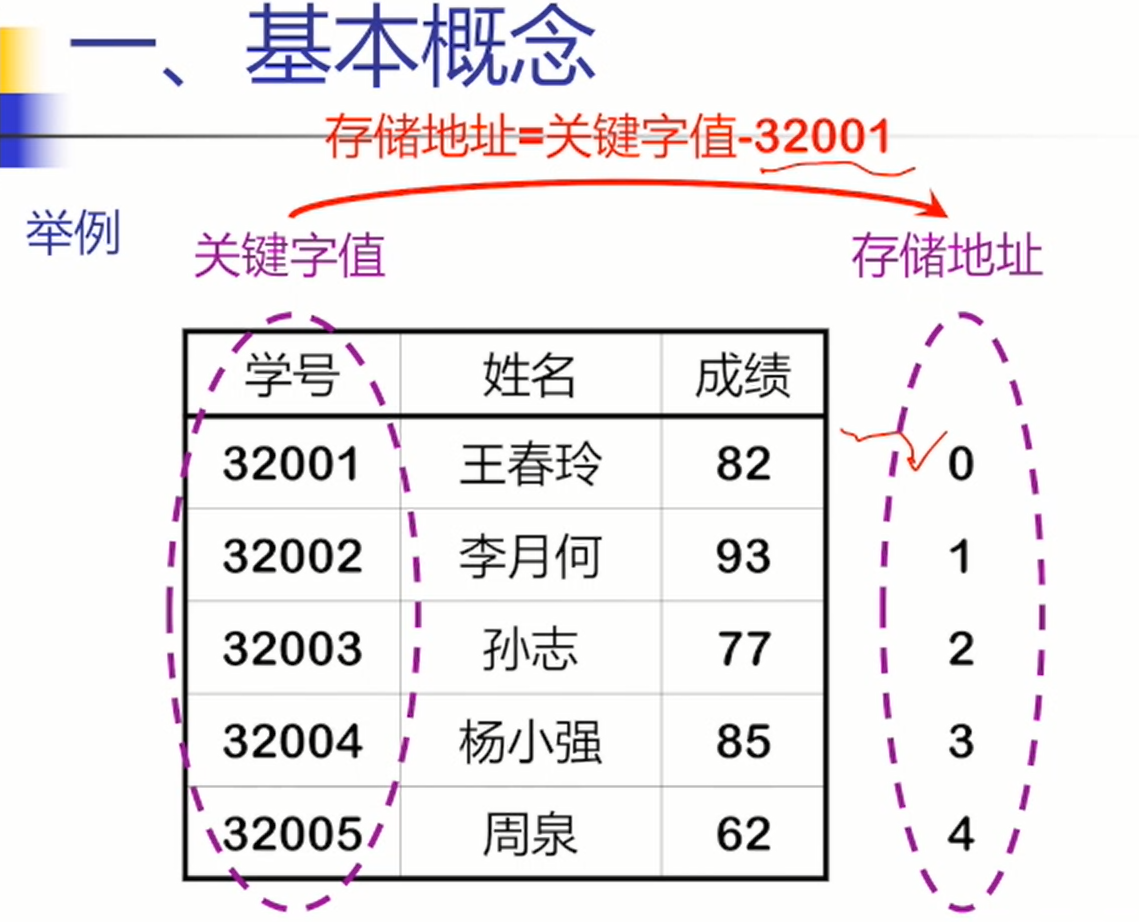 一、基本概念
存储地址=关键字值-32001
举例 关键字值 存储地址
学号 姓名 成绩
32001 王春玲 82 0
32002 李月何 93 1
32003 孙志 77 2
32004 杨小强 85 3
32005 周泉 62 4